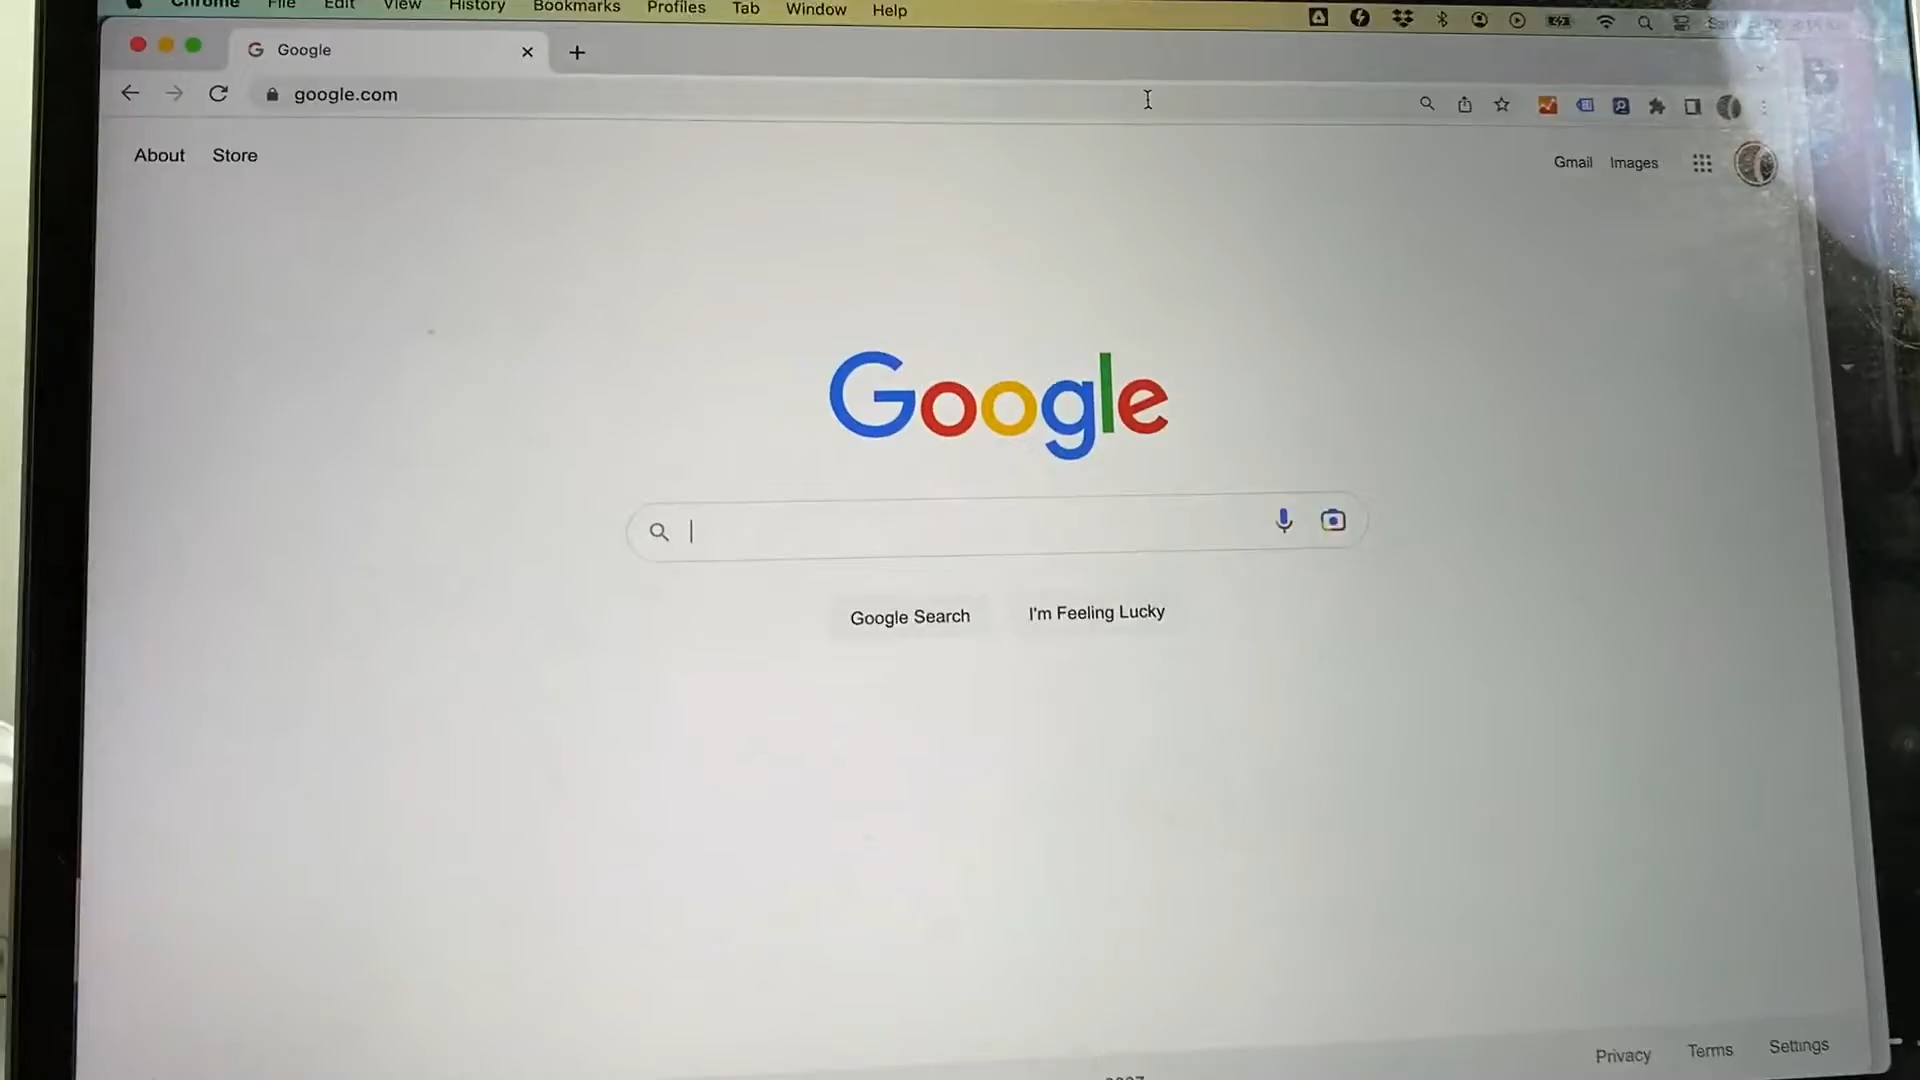 Chrome File Edit View History Bookmarks Profiles Tab Window Help
Google
google.com
About Store Gmail Images
Google
Google Search I'm Feeling Lucky
Privacy Terms Settings